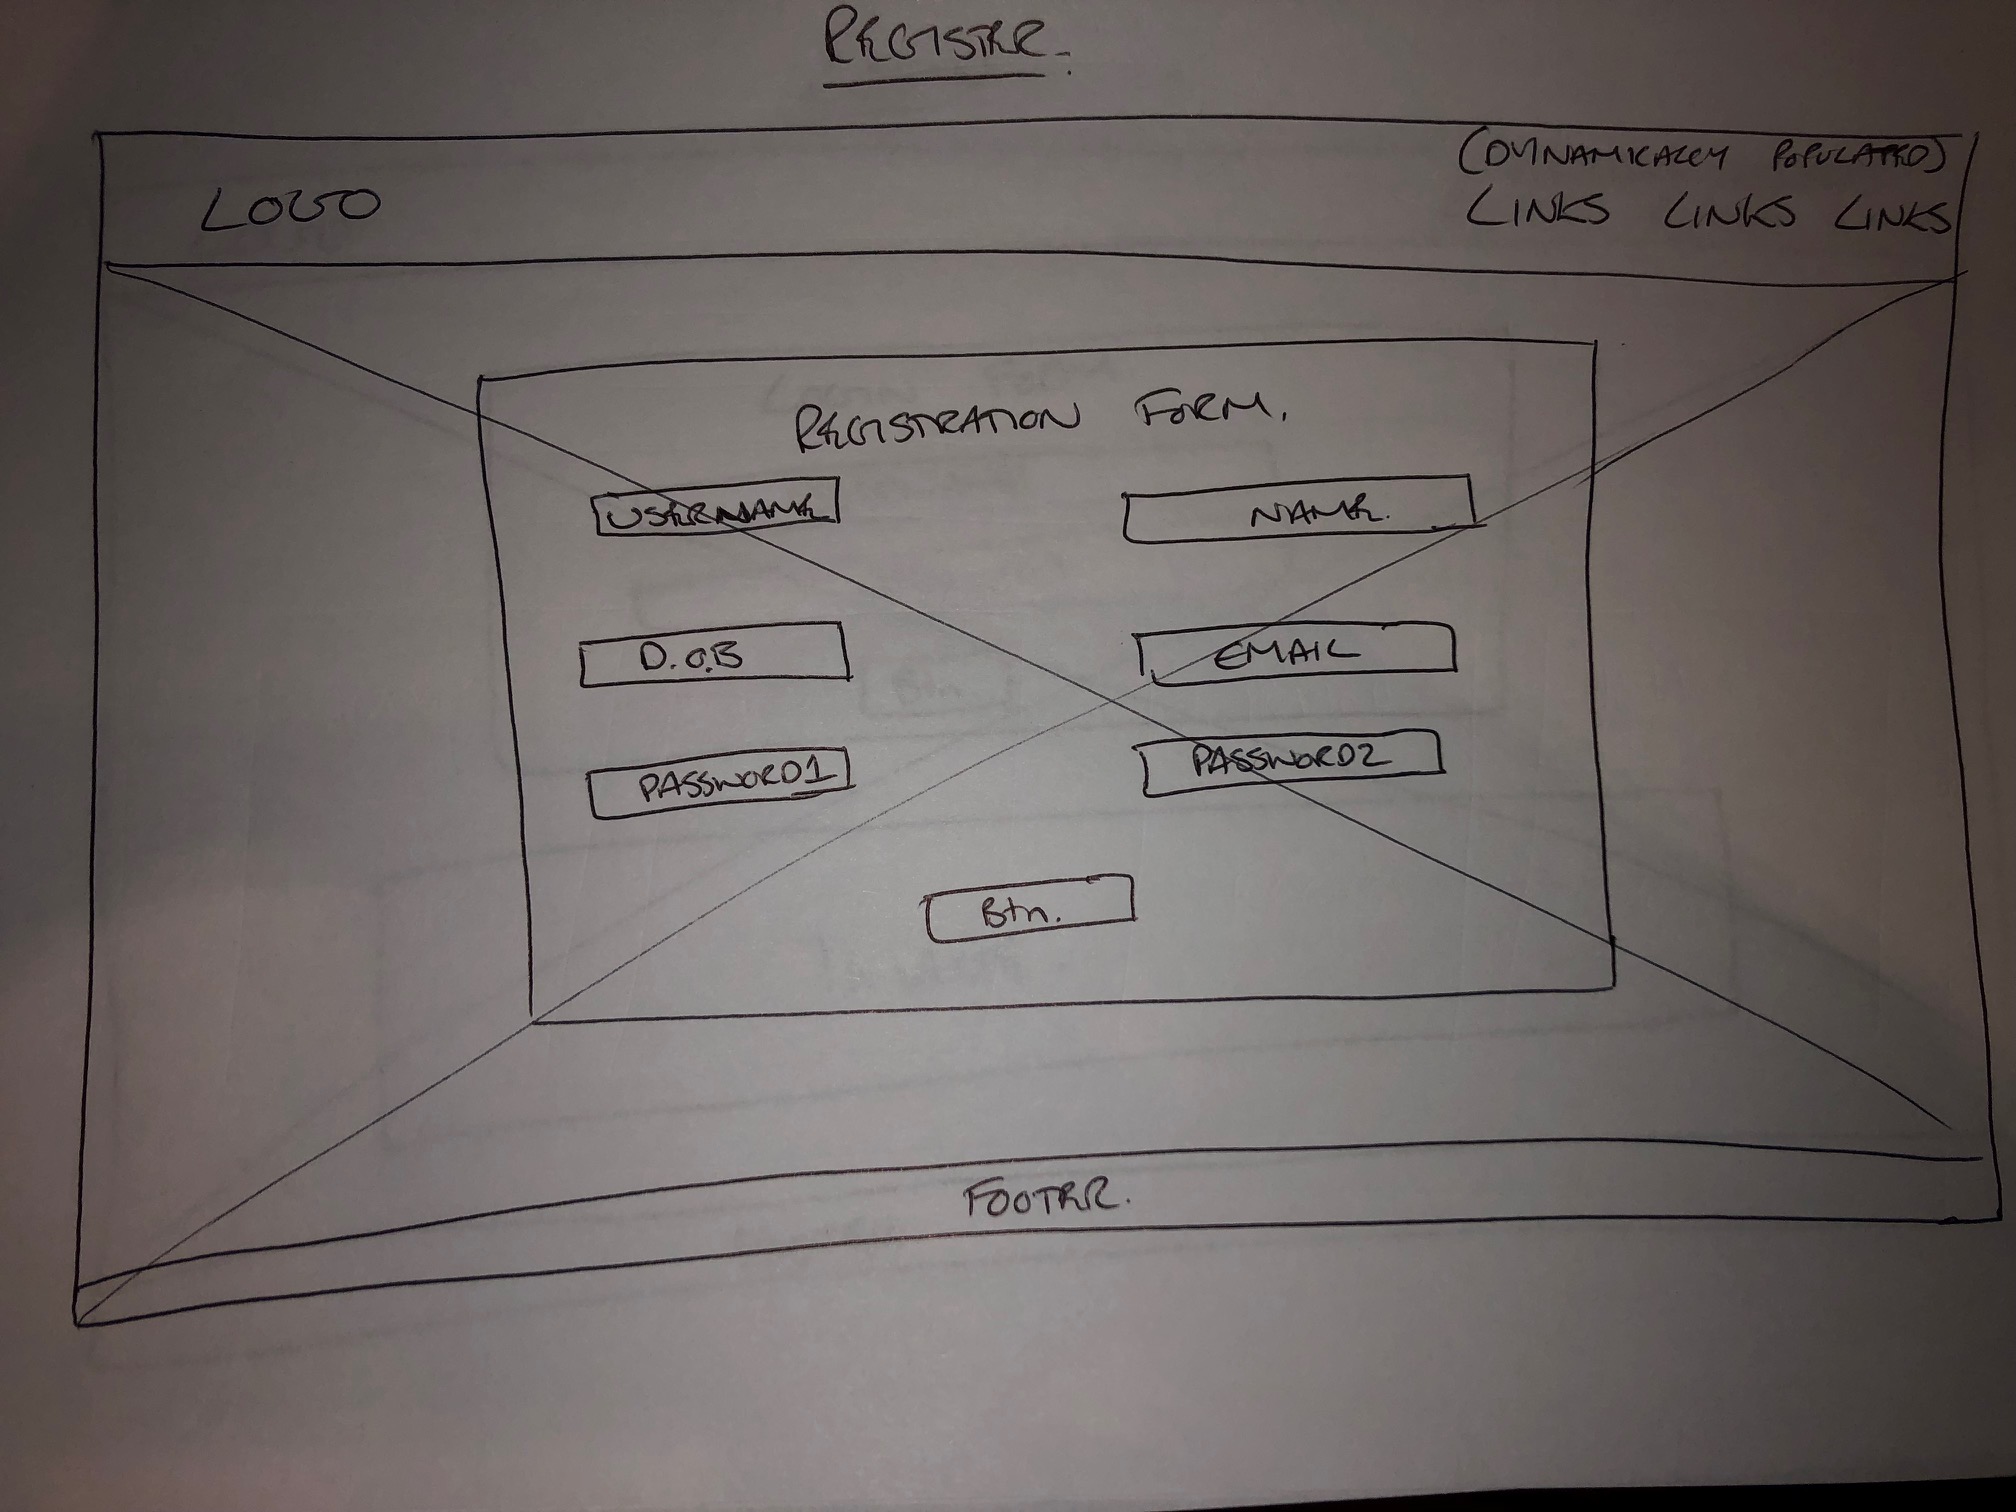 REGISTER.
LOGO
(DYNAMICALLY POPULATED)
LINKS LINKS LINKS
REGISTRATION FORM.
USERNAME
NAME.
D.O.B
EMAIL
PASSWORD1
PASSWORD2
Btn.
FOOTER.